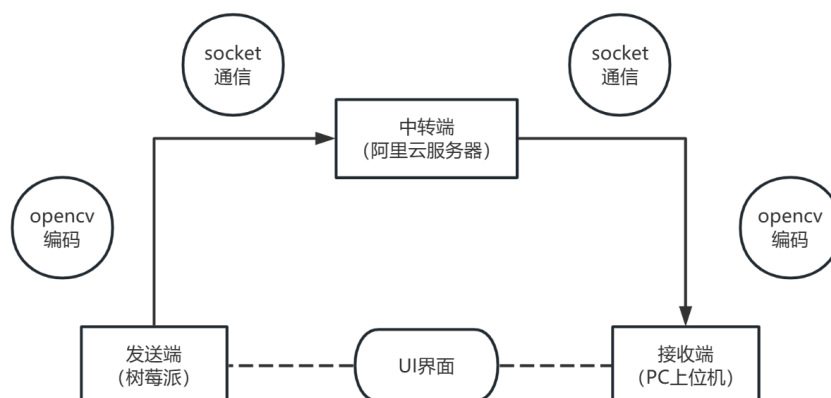 socket
通信
socket
通信
中转端
（阿里云服务器）
opencv
编码
opencv
编码
发送端
（树莓派）
UI界面
接收端
（PC上位机）